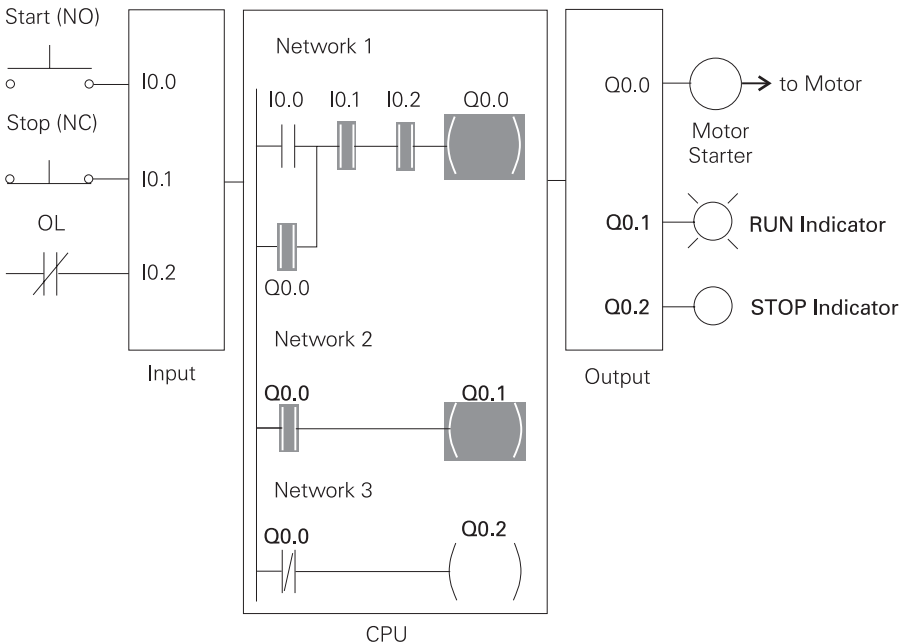 Start (NO)
I0.0
Stop (NC)
I0.1
OL
I0.2
Input
Network 1
I0.0 I0.1 I0.2 Q0.0
Q0.0
Network 2
Q0.0 Q0.1
Network 3
Q0.0 Q0.2
CPU
Q0.0
to Motor
Motor
Starter
Q0.1
RUN Indicator
Q0.2
STOP Indicator
Output